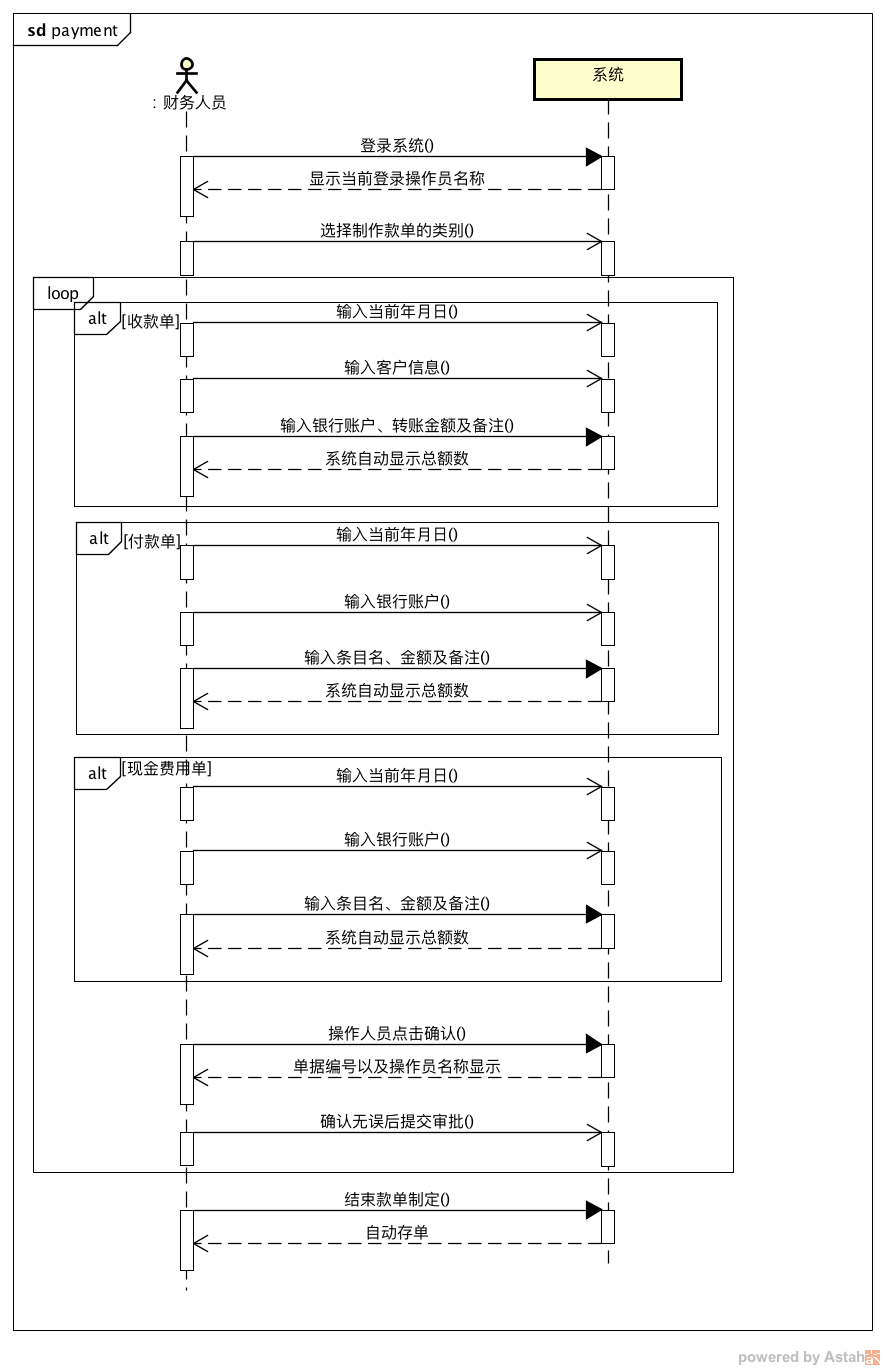 sd payment
: 财务人员
系统
登录系统()
显示当前登录操作员名称
选择制作款单的类别()
loop
alt
[收款单]
输入当前年月日()
输入客户信息()
输入银行账户、转账金额及备注()
系统自动显示总额数
alt
[付款单]
输入当前年月日()
输入银行账户()
输入条目名、金额及备注()
系统自动显示总额数
alt
[现金费用单]
输入当前年月日()
输入银行账户()
输入条目名、金额及备注()
系统自动显示总额数
操作人员点击确认()
单据编号以及操作员名称显示
确认无误后提交审批()
结束款单制定()
自动存单
powered by Astah